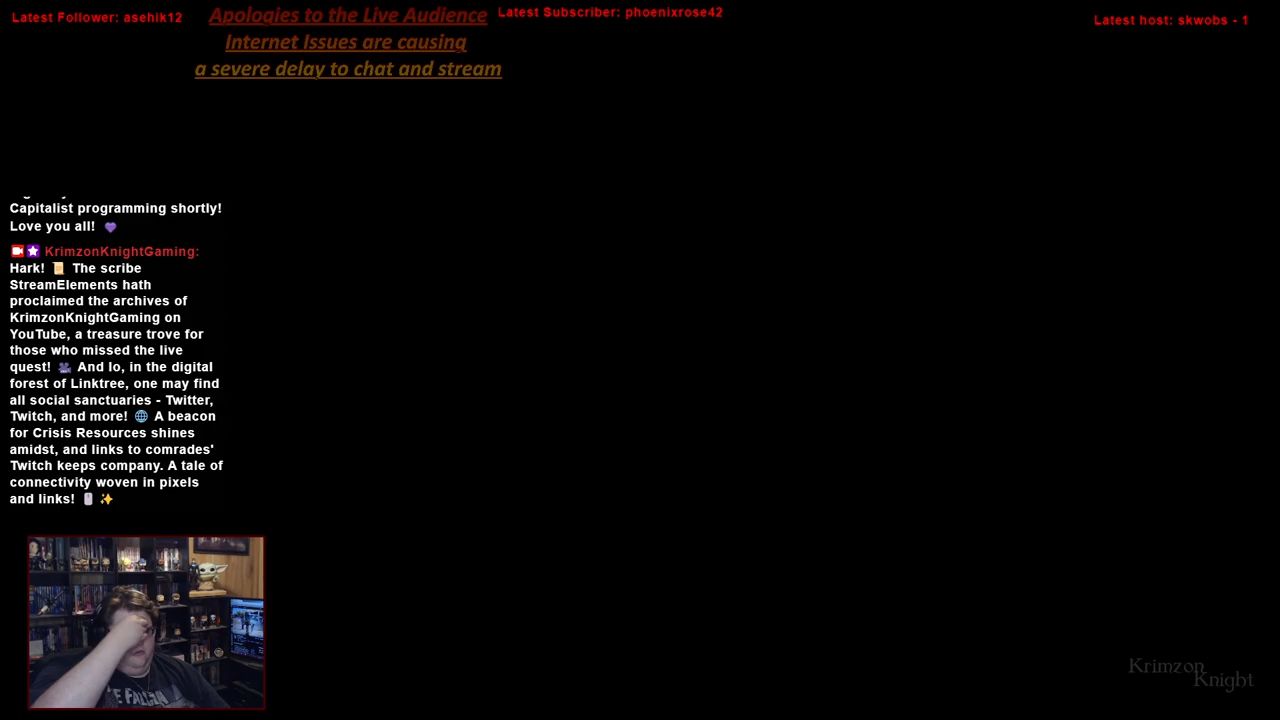 Latest Follower: asehik12
Apologies to the Live Audience
Internet Issues are causing
a severe delay to chat and stream
Latest Subscriber: phoenixrose42
Latest host: skwobs - 1
Capitalist programming shortly!
Love you all! 💜
KrimzonKnightGaming:
Hark! 📜 The scribe
StreamElements hath
proclaimed the archives of
KrimzonKnightGaming on
YouTube, a treasure trove for
those who missed the live
quest! 🎥 And lo, in the digital
forest of Linktree, one may find
all social sanctuaries - Twitter,
Twitch, and more! 🌐 A beacon
for Crisis Resources shines
amidst, and links to comrades'
Twitch keeps company. A tale of
connectivity woven in pixels
and links! 🖱️ ✨
Krimzon
Knight